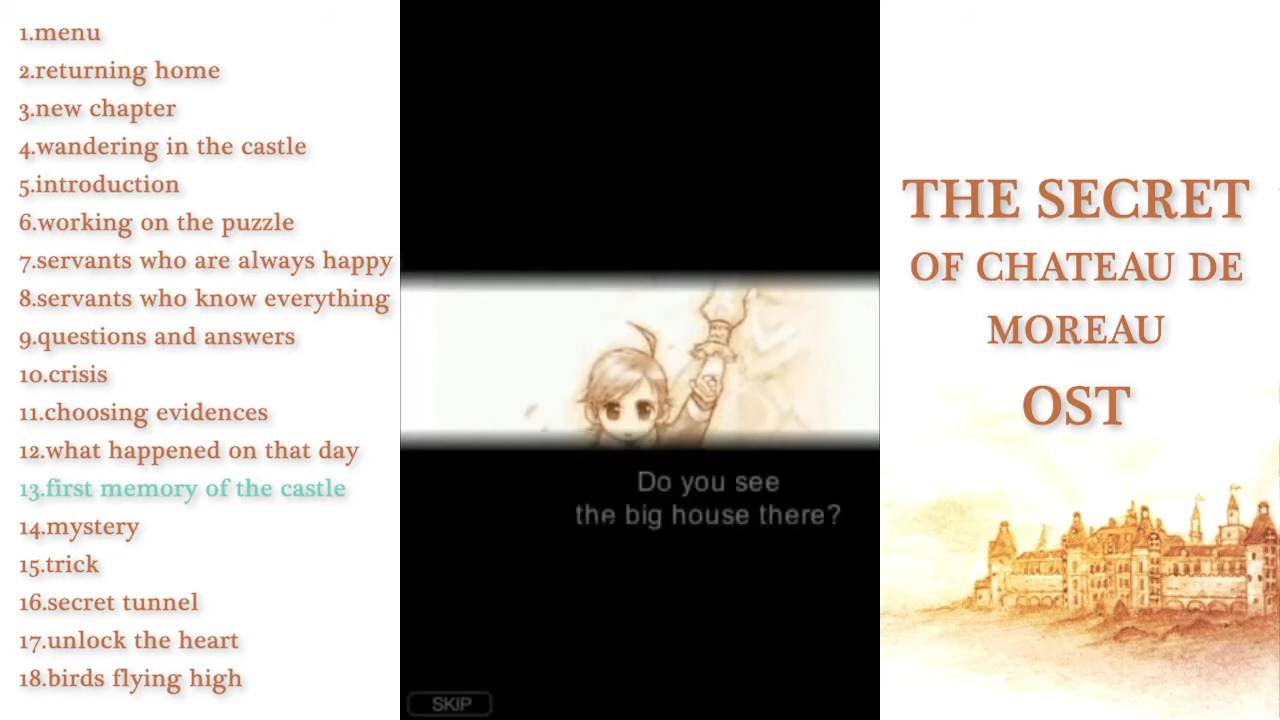 1.menu
2.returning home
3.new chapter
4.wandering in the castle
5.introduction
6.working on the puzzle
7.servants who are always happy
8.servants who know everything
9.questions and answers
10.crisis
11.choosing evidences
12.what happened on that day
13.first memory of the castle
14.mystery
15.trick
16.secret tunnel
17.unlock the heart
18.birds flying high
Do you see
the big house there?
SKIP
THE SECRET
OF CHATEAU DE
MOREAU
OST